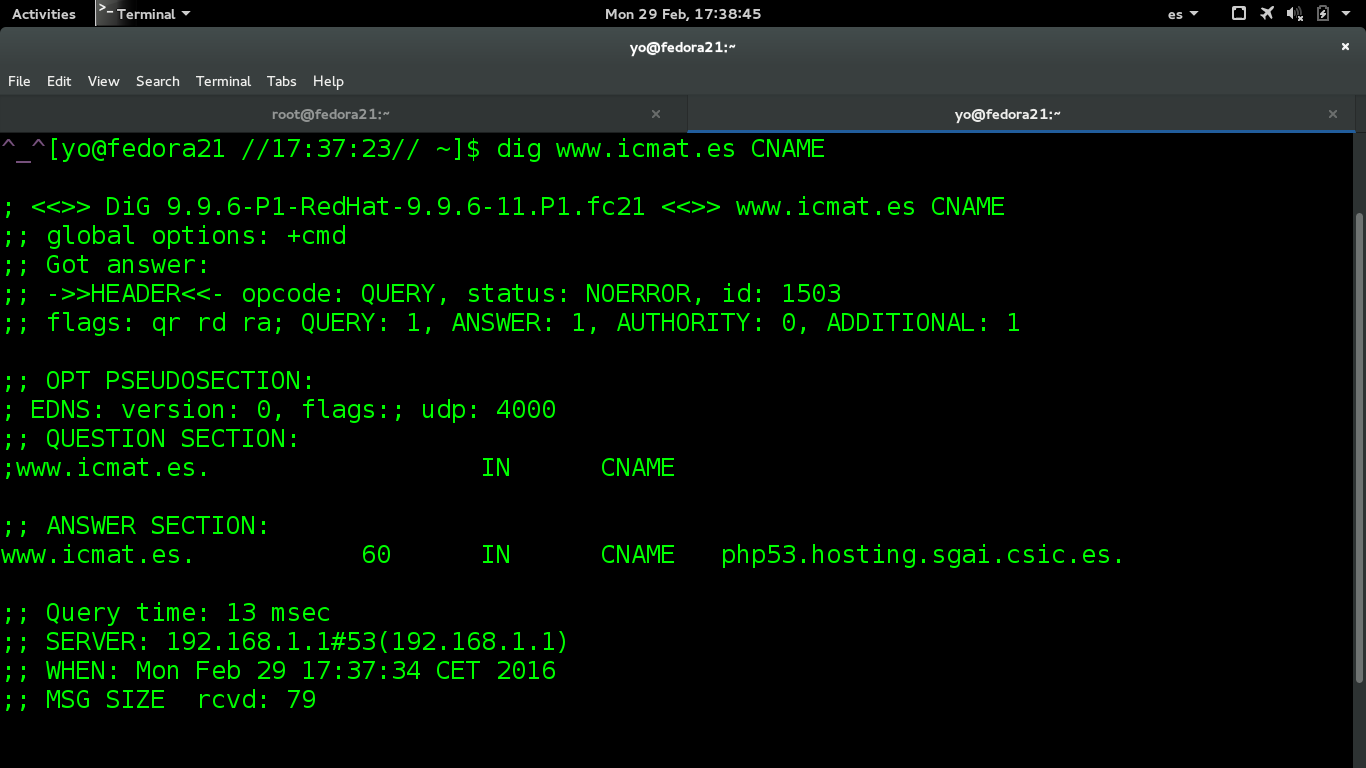 Activities
Terminal
Mon 29 Feb, 17:38:45
es
yo@fedora21:~
File Edit View Search Terminal Tabs Help
root@fedora21:~
yo@fedora21:~
^_^[yo@fedora21 //17:37:23// ~]$ dig www.icmat.es CNAME
; <<>> DiG 9.9.6-P1-RedHat-9.9.6-11.P1.fc21 <<>> www.icmat.es CNAME
;; global options: +cmd
;; Got answer:
;; ->>HEADER<<- opcode: QUERY, status: NOERROR, id: 1503
;; flags: qr rd ra; QUERY: 1, ANSWER: 1, AUTHORITY: 0, ADDITIONAL: 1
;; OPT PSEUDOSECTION:
; EDNS: version: 0, flags:; udp: 4000
;; QUESTION SECTION:
;www.icmat.es. IN CNAME
;; ANSWER SECTION:
www.icmat.es. 60 IN CNAME php53.hosting.sgai.csic.es.
;; Query time: 13 msec
;; SERVER: 192.168.1.1#53(192.168.1.1)
;; WHEN: Mon Feb 29 17:37:34 CET 2016
;; MSG SIZE  rcvd: 79